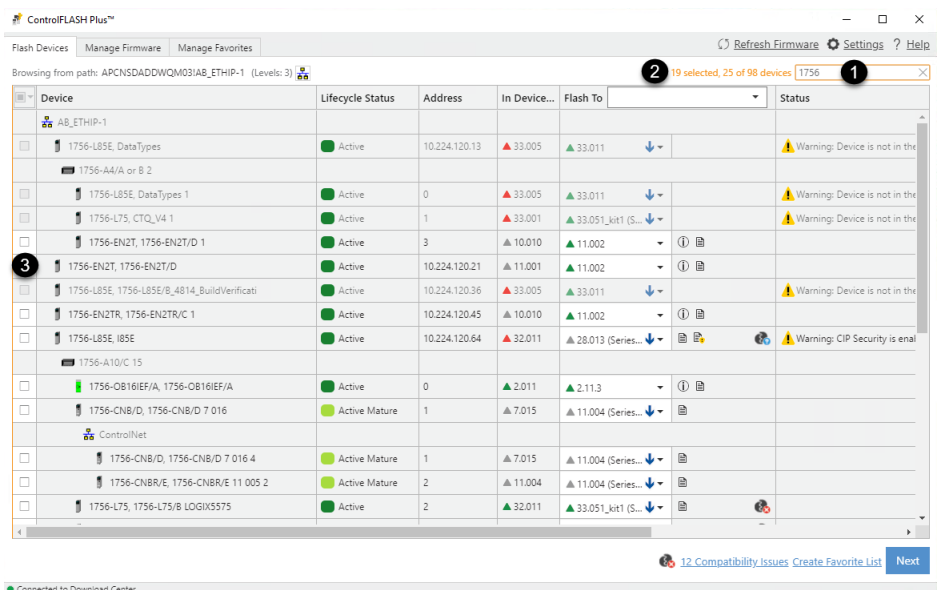 ControlFLASH Plus™
Flash Devices Manage Firmware Manage Favorites Refresh Firmware Settings ? Help
Browsing from path: APCNSDADDWQM03!AB_ETHIP-1 (Levels: 3) 2 19 selected, 25 of 98 devices 1756 1
Device Lifecycle Status Address In Device... Flash To Status
AB_ETHIP-1
1756-L85E, DataTypes Active 10.224.120.13 33.005 33.011 Warning: Device is not in the
1756-A4/A or B 2
1756-L85E, DataTypes 1 Active 0 33.005 33.011 Warning: Device is not in the
1756-L75, CTQ_V4 1 Active 1 33.001 33.051_kit1 (S... Warning: Device is not in the
1756-EN2T, 1756-EN2T/D 1 Active 3 10.010 11.002
3 1756-EN2T, 1756-EN2T/D Active 10.224.120.21 11.001 11.002
1756-L85E, 1756-L85E/B_4814_BuildVerificati Active 10.224.120.36 33.005 33.011 Warning: Device is not in the
1756-EN2TR, 1756-EN2TR/C 1 Active 10.224.120.45 10.010 11.002
1756-L85E, I85E Active 10.224.120.64 32.011 28.013 (Series... Warning: CIP Security is enal
1756-A10/C 15
1756-OB16IEF/A, 1756-OB16IEF/A Active 0 2.011 2.11.3
1756-CNB/D, 1756-CNB/D 7 016 Active Mature 1 7.015 11.004 (Series...
ControlNet
1756-CNB/D, 1756-CNB/D 7 016 4 Active Mature 1 7.015 11.004 (Series...
1756-CNBR/E, 1756-CNBR/E 11 005 2 Active Mature 2 11.004 11.004 (Series...
1756-L75, 1756-L75/B LOGIX5575 Active 2 32.011 33.051_kit1 (S...
12 Compatibility Issues Create Favorite List Next
Connected to Download Center